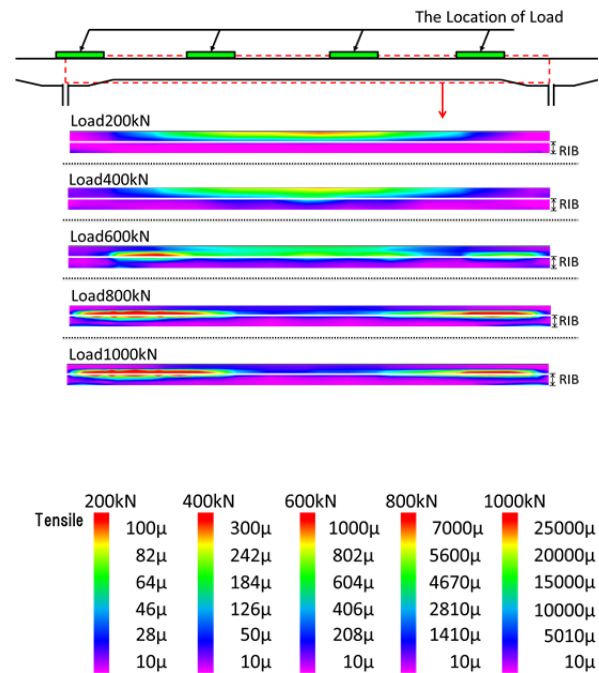 The Location of Load
Load200kN
RIB
Load400kN
RIB
Load600kN
RIB
Load800kN
RIB
Load1000kN
RIB
200kN 400kN 600kN 800kN 1000kN
Tensile
100μ 300μ 1000μ 7000μ 25000μ
82μ 242μ 802μ 5600μ 20000μ
64μ 184μ 604μ 4670μ 15000μ
46μ 126μ 406μ 2810μ 10000μ
28μ 50μ 208μ 1410μ 5010μ
10μ 10μ 10μ 10μ 10μ